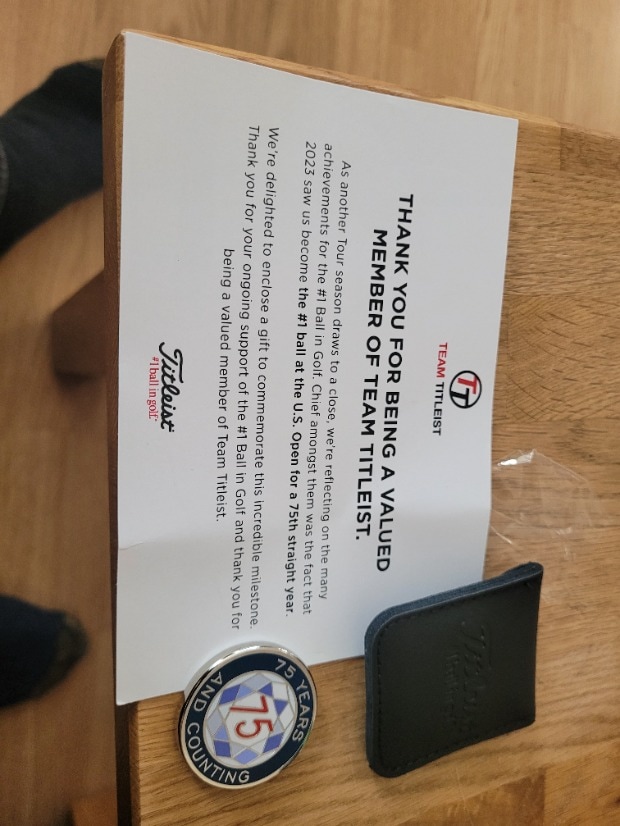 TT
TEAM TITLEIST
THANK YOU FOR BEING A VALUED
MEMBER OF TEAM TITLEIST.
As another Tour season draws to a close, we're reflecting on the many
achievements for the #1 Ball in Golf. Chief amongst them was the fact that
2023 saw us become the #1 ball at the U.S. Open for a 75th straight year.
We're delighted to enclose a gift to commemorate this incredible milestone.
Thank you for your ongoing support of the #1 Ball in Golf and thank you for
being a valued member of Team Titleist.
Titleist
#1 ball in golf.
75 YEARS
75
AND COUNTING
Titleist